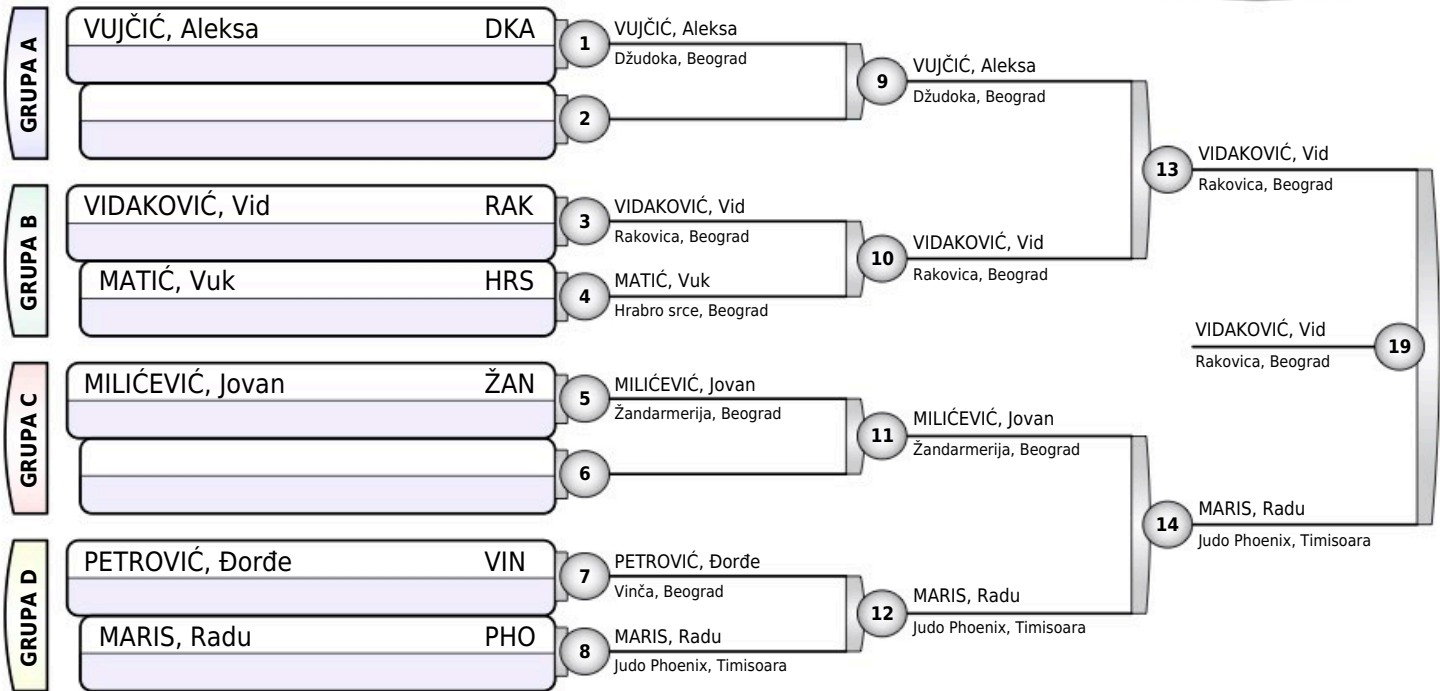 GRUPA A
VUJČIĆ, Aleksa DKA
1
VUJČIĆ, Aleksa
Džudoka, Beograd
2
9
VUJČIĆ, Aleksa
Džudoka, Beograd
GRUPA B
VIDAKOVIĆ, Vid RAK
3
VIDAKOVIĆ, Vid
Rakovica, Beograd
MATIĆ, Vuk HRS
4
MATIĆ, Vuk
Hrabro srce, Beograd
10
VIDAKOVIĆ, Vid
Rakovica, Beograd
13
VIDAKOVIĆ, Vid
Rakovica, Beograd
GRUPA C
MILIĆEVIĆ, Jovan ŽAN
5
MILIĆEVIĆ, Jovan
Žandarmerija, Beograd
6
11
MILIĆEVIĆ, Jovan
Žandarmerija, Beograd
GRUPA D
PETROVIĆ, Đorđe VIN
7
PETROVIĆ, Đorđe
Vinča, Beograd
MARIS, Radu PHO
8
MARIS, Radu
Judo Phoenix, Timisoara
12
MARIS, Radu
Judo Phoenix, Timisoara
14
MARIS, Radu
Judo Phoenix, Timisoara
VIDAKOVIĆ, Vid
Rakovica, Beograd
19